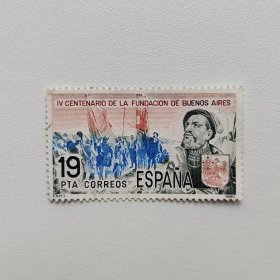 IV CENTENARIO DE LA FUNDACION DE BUENOS AIRES
19
PTA CORREOS ESPAÑA